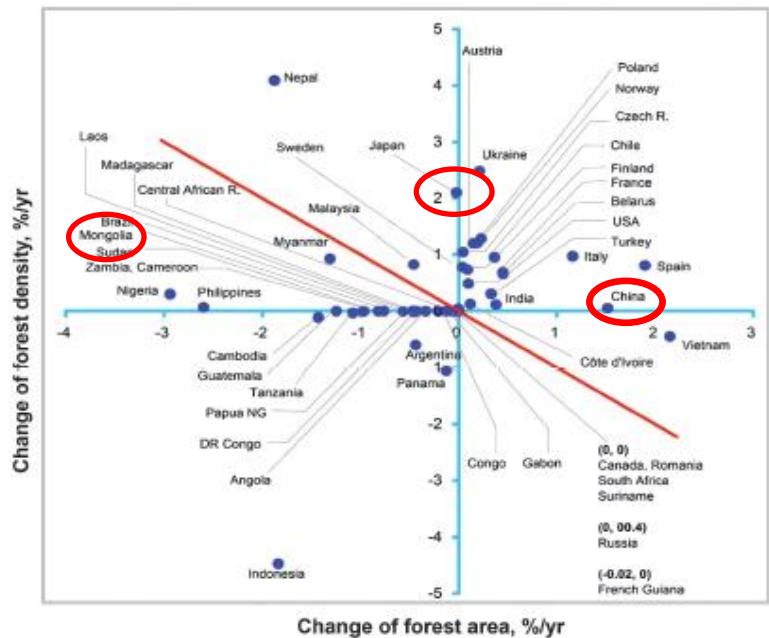 5
Austria
Poland
Nepal
4
Norway
Czech R.
Laos
3
Chile
Sweden
Japan
Madagascar
Ukraine
Finland
Central African R.
2
France
Malaysia
Belarus
Brazil
USA
Mongolia
Myanmar
1
Turkey
Sudan
Italy
Zambia, Cameroon
Spain
Nigeria
Philippines
India
China
-4
-3
-2
-1
0
1
2
3
Cambodia
Argentina
Vietnam
Guatemala
-1
Côte d'Ivoire
Tanzania
Panama
Papua NG
-2
DR Congo
Congo
Gabon
(0, 0)
Angola
Canada, Romania
-3
South Africa
Suriname
(0, 00.4)
-4
Russia
Indonesia
(-0.02, 0)
-5
French Guiana
Change of forest density, %/yr
Change of forest area, %/yr